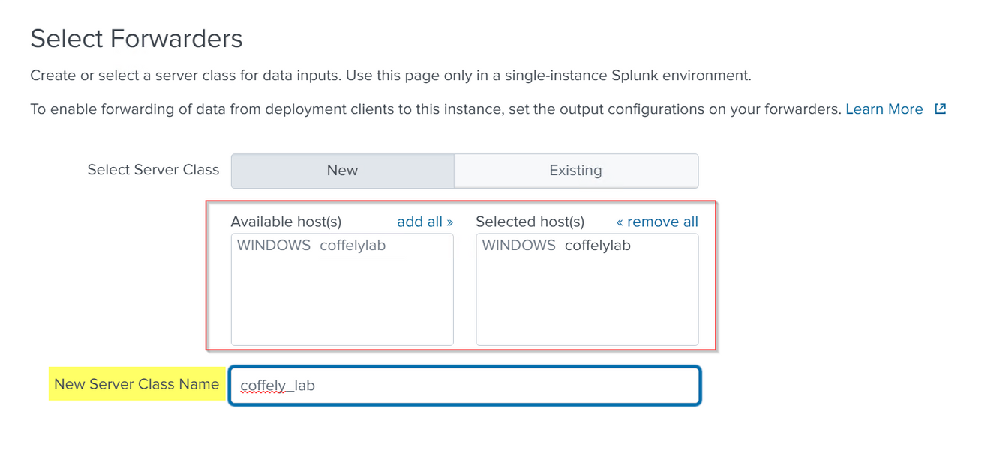 Select Forwarders
Create or select a server class for data inputs. Use this page only in a single-instance Splunk environment.
To enable forwarding of data from deployment clients to this instance, set the output configurations on your forwarders. Learn More
Select Server Class New Existing
Available host(s) add all » Selected host(s) « remove all
WINDOWS coffelylab WINDOWS coffelylab
New Server Class Name coffely_lab